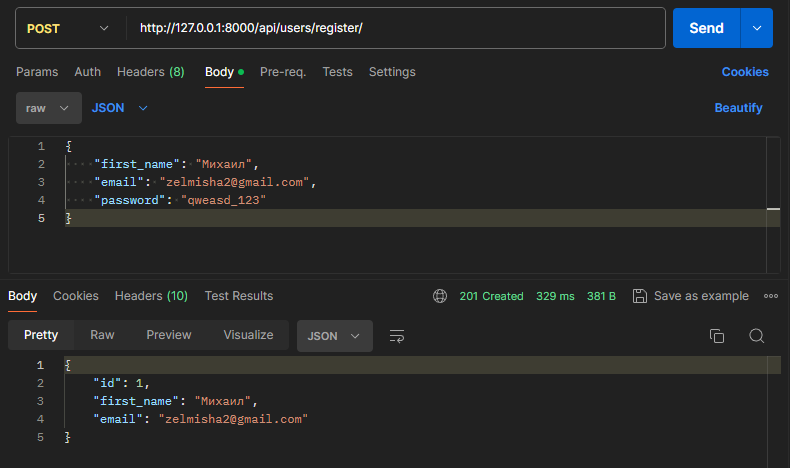 POST http://127.0.0.1:8000/api/users/register/ Send
Params Auth Headers (8) Body Pre-req. Tests Settings Cookies
raw JSON Beautify
1 {
2 "first_name": "Михаил",
3 "email": "zelmisha2@gmail.com",
4 "password": "qweasd_123"
5 }
Body Cookies Headers (10) Test Results 201 Created 329 ms 381 B Save as example
Pretty Raw Preview Visualize JSON
1 {
2 "id": 1,
3 "first_name": "Михаил",
4 "email": "zelmisha2@gmail.com"
5 }